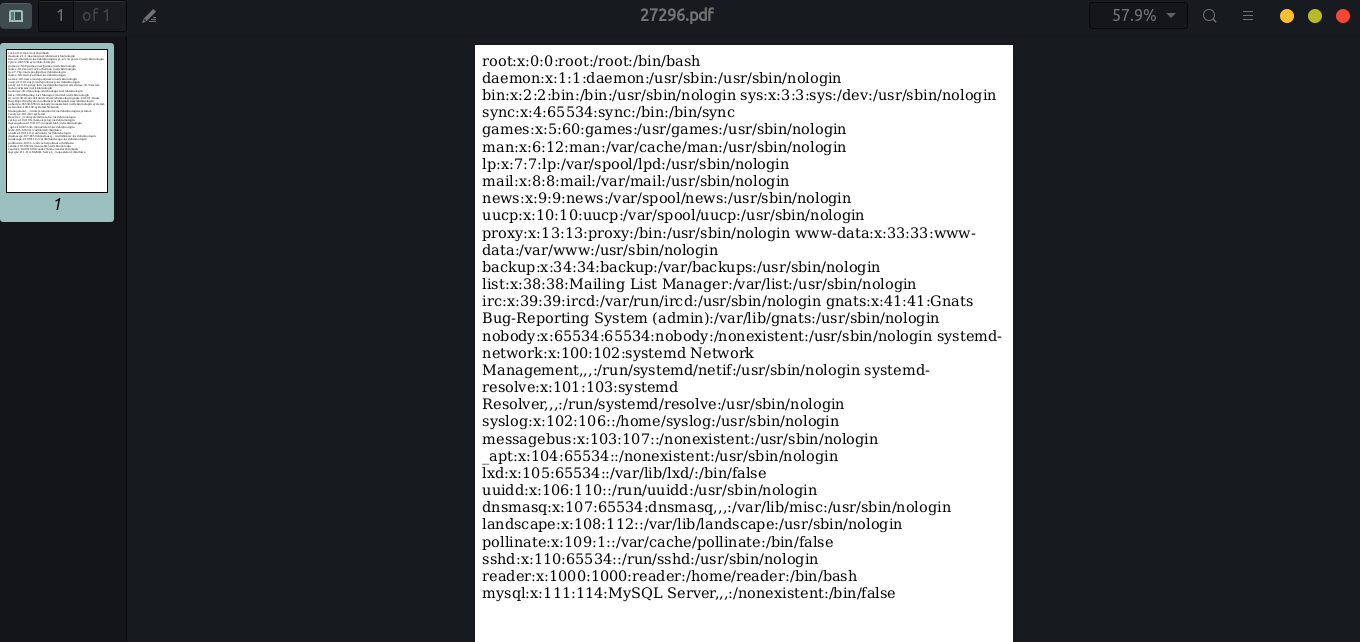 1 of 1
27296.pdf
57.9%
1
root:x:0:0:root:/root:/bin/bash
daemon:x:1:1:daemon:/usr/sbin:/usr/sbin/nologin
bin:x:2:2:bin:/bin:/usr/sbin/nologin sys:x:3:3:sys:/dev:/usr/sbin/nologin
sync:x:4:65534:sync:/bin:/bin/sync
games:x:5:60:games:/usr/games:/usr/sbin/nologin
man:x:6:12:man:/var/cache/man:/usr/sbin/nologin
lp:x:7:7:lp:/var/spool/lpd:/usr/sbin/nologin
mail:x:8:8:mail:/var/mail:/usr/sbin/nologin
news:x:9:9:news:/var/spool/news:/usr/sbin/nologin
uucp:x:10:10:uucp:/var/spool/uucp:/usr/sbin/nologin
proxy:x:13:13:proxy:/bin:/usr/sbin/nologin www-data:x:33:33:www-
data:/var/www:/usr/sbin/nologin
backup:x:34:34:backup:/var/backups:/usr/sbin/nologin
list:x:38:38:Mailing List Manager:/var/list:/usr/sbin/nologin
irc:x:39:39:ircd:/var/run/ircd:/usr/sbin/nologin gnats:x:41:41:Gnats
Bug-Reporting System (admin):/var/lib/gnats:/usr/sbin/nologin
nobody:x:65534:65534:nobody:/nonexistent:/usr/sbin/nologin systemd-
network:x:100:102:systemd Network
Management,,,:/run/systemd/netif:/usr/sbin/nologin systemd-
resolve:x:101:103:systemd
Resolver,,,:/run/systemd/resolve:/usr/sbin/nologin
syslog:x:102:106::/home/syslog:/usr/sbin/nologin
messagebus:x:103:107::/nonexistent:/usr/sbin/nologin
_apt:x:104:65534::/nonexistent:/usr/sbin/nologin
lxd:x:105:65534::/var/lib/lxd/:/bin/false
uuidd:x:106:110::/run/uuidd:/usr/sbin/nologin
dnsmasq:x:107:65534:dnsmasq,,,:/var/lib/misc:/usr/sbin/nologin
landscape:x:108:112::/var/lib/landscape:/usr/sbin/nologin
pollinate:x:109:1::/var/cache/pollinate:/bin/false
sshd:x:110:65534::/run/sshd:/usr/sbin/nologin
reader:x:1000:1000:reader:/home/reader:/bin/bash
mysql:x:111:114:MySQL Server,,,:/nonexistent:/bin/false